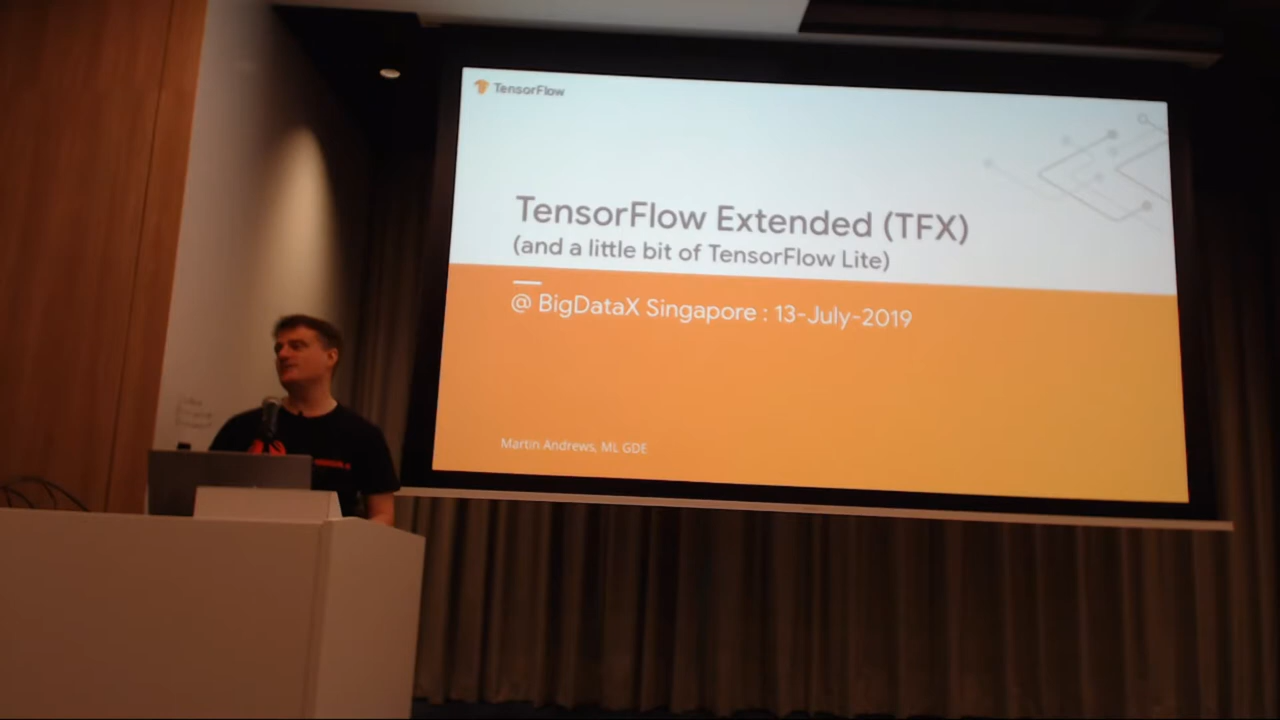 TensorFlow
TensorFlow Extended (TFX)
(and a little bit of TensorFlow Lite)
@ BigDataX Singapore : 13-July-2019
Martin Andrews, ML GDE